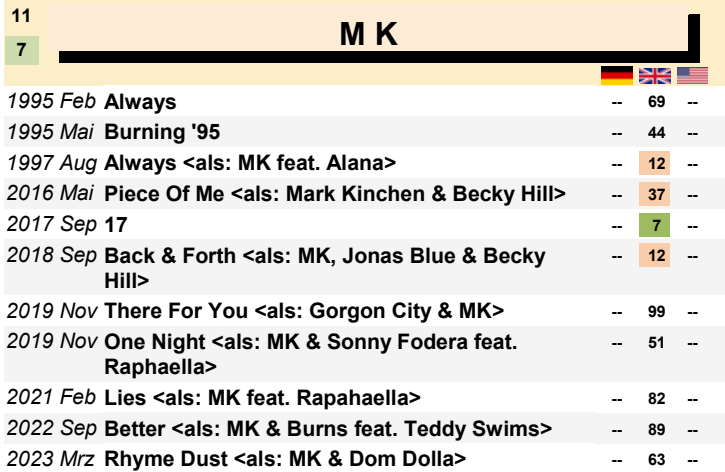 11
7
M K
1995 Feb Always -- 69 --
1995 Mai Burning '95 -- 44 --
1997 Aug Always <als: MK feat. Alana> -- 12 --
2016 Mai Piece Of Me <als: Mark Kinchen & Becky Hill> -- 37 --
2017 Sep 17 -- 7 --
2018 Sep Back & Forth <als: MK, Jonas Blue & Becky -- 12 --
Hill>
2019 Nov There For You <als: Gorgon City & MK> -- 99 --
2019 Nov One Night <als: MK & Sonny Fodera feat. -- 51 --
Raphaella>
2021 Feb Lies <als: MK feat. Rapahaella> -- 82 --
2022 Sep Better <als: MK & Burns feat. Teddy Swims> -- 89 --
2023 Mrz Rhyme Dust <als: MK & Dom Dolla> -- 63 --